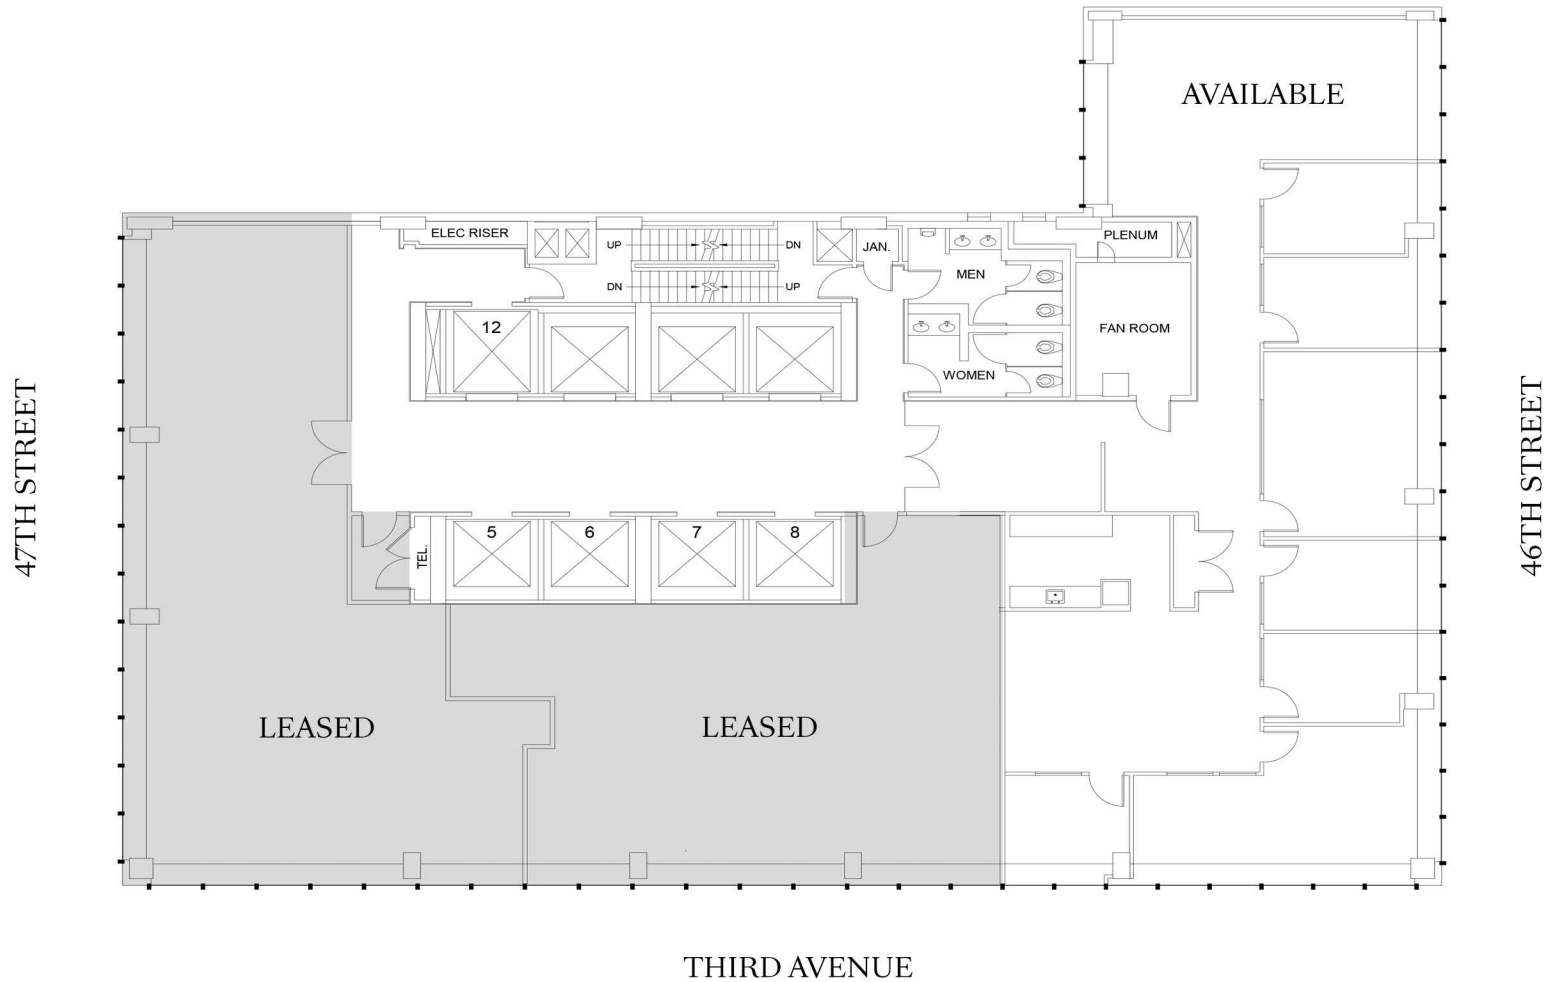 AVAILABLE
ELEC RISER
UP
DN
JAN.
PLENUM
MEN
DN
UP
12
FAN ROOM
WOMEN
47TH STREET
46TH STREET
5
6
7
8
TEL.
LEASED
LEASED
THIRD AVENUE